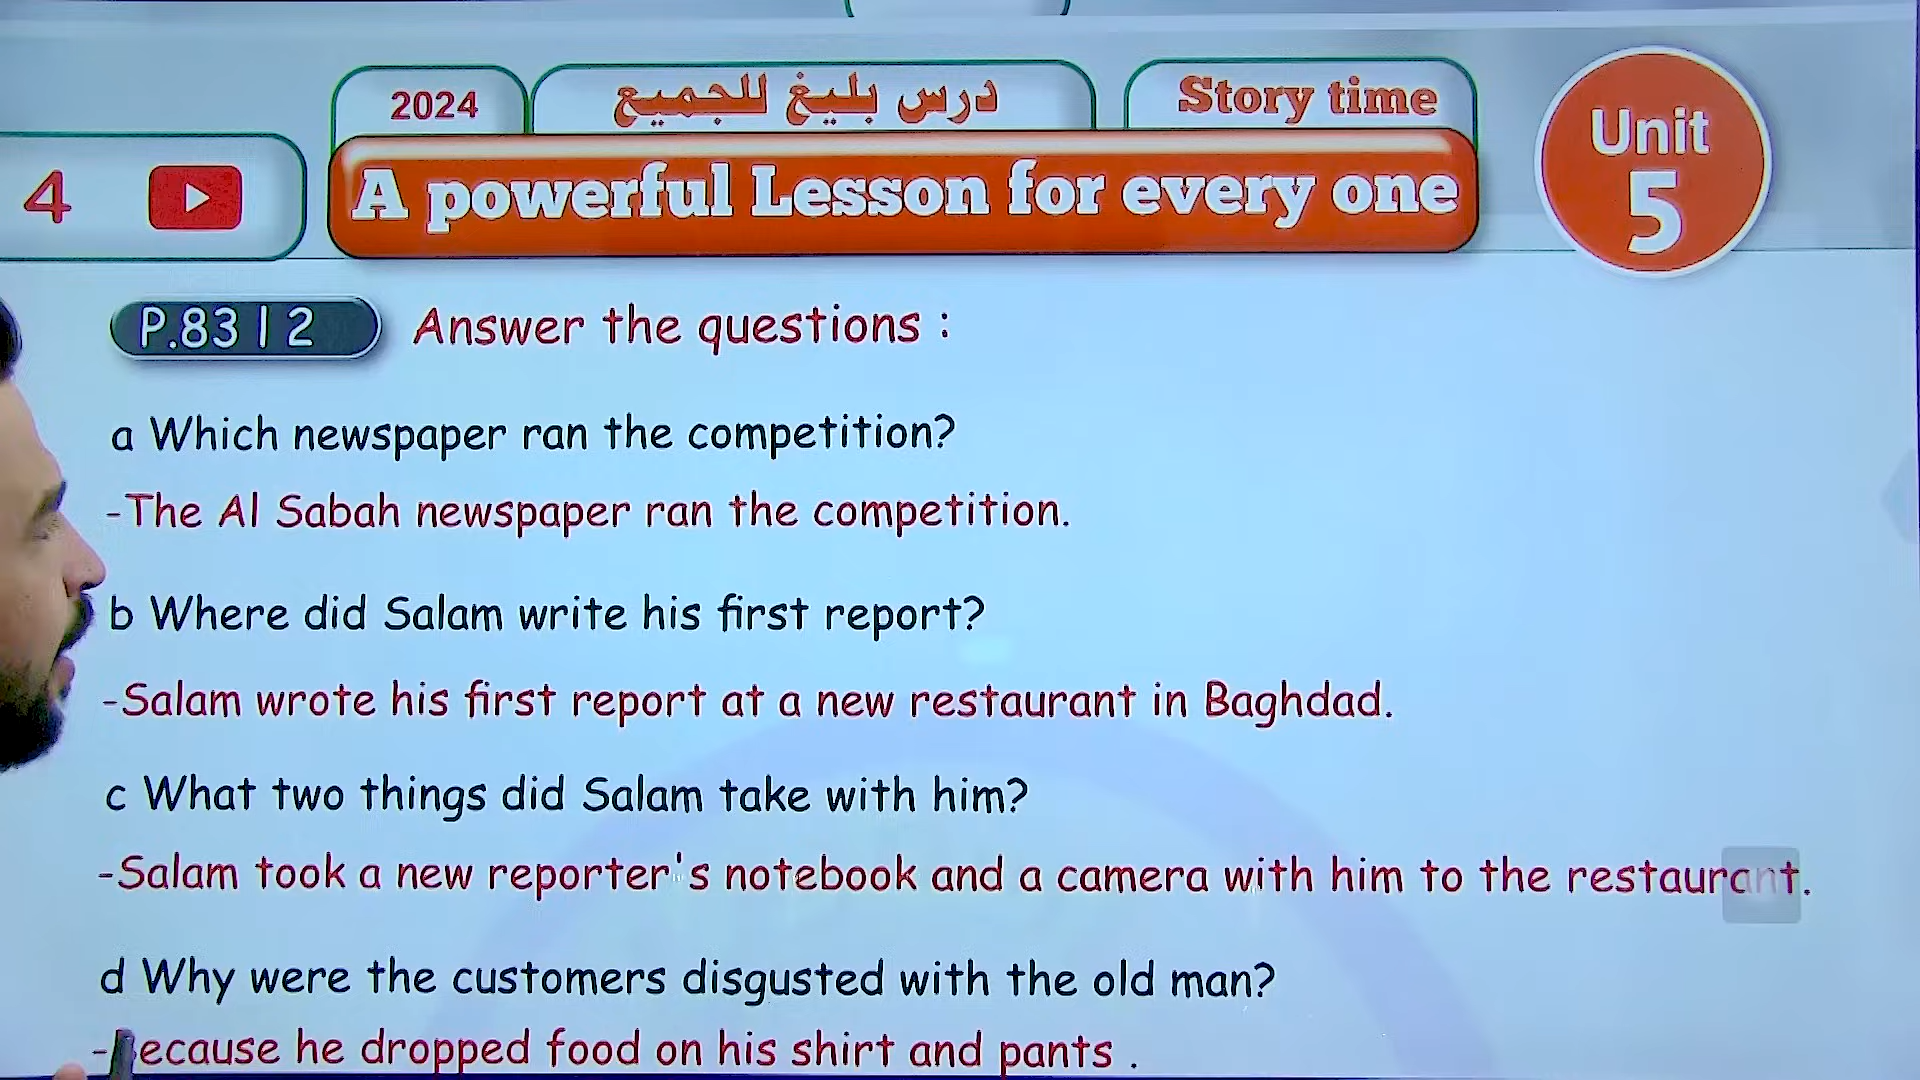 2024
درس بليغ للجميع
Story time
Unit
5
4
A powerful Lesson for every one
P.83 | 2
Answer the questions :
a Which newspaper ran the competition?
-The Al Sabah newspaper ran the competition.
b Where did Salam write his first report?
-Salam wrote his first report at a new restaurant in Baghdad.
c What two things did Salam take with him?
-Salam took a new reporter's notebook and a camera with him to the restaurant.
d Why were the customers disgusted with the old man?
-Because he dropped food on his shirt and pants .